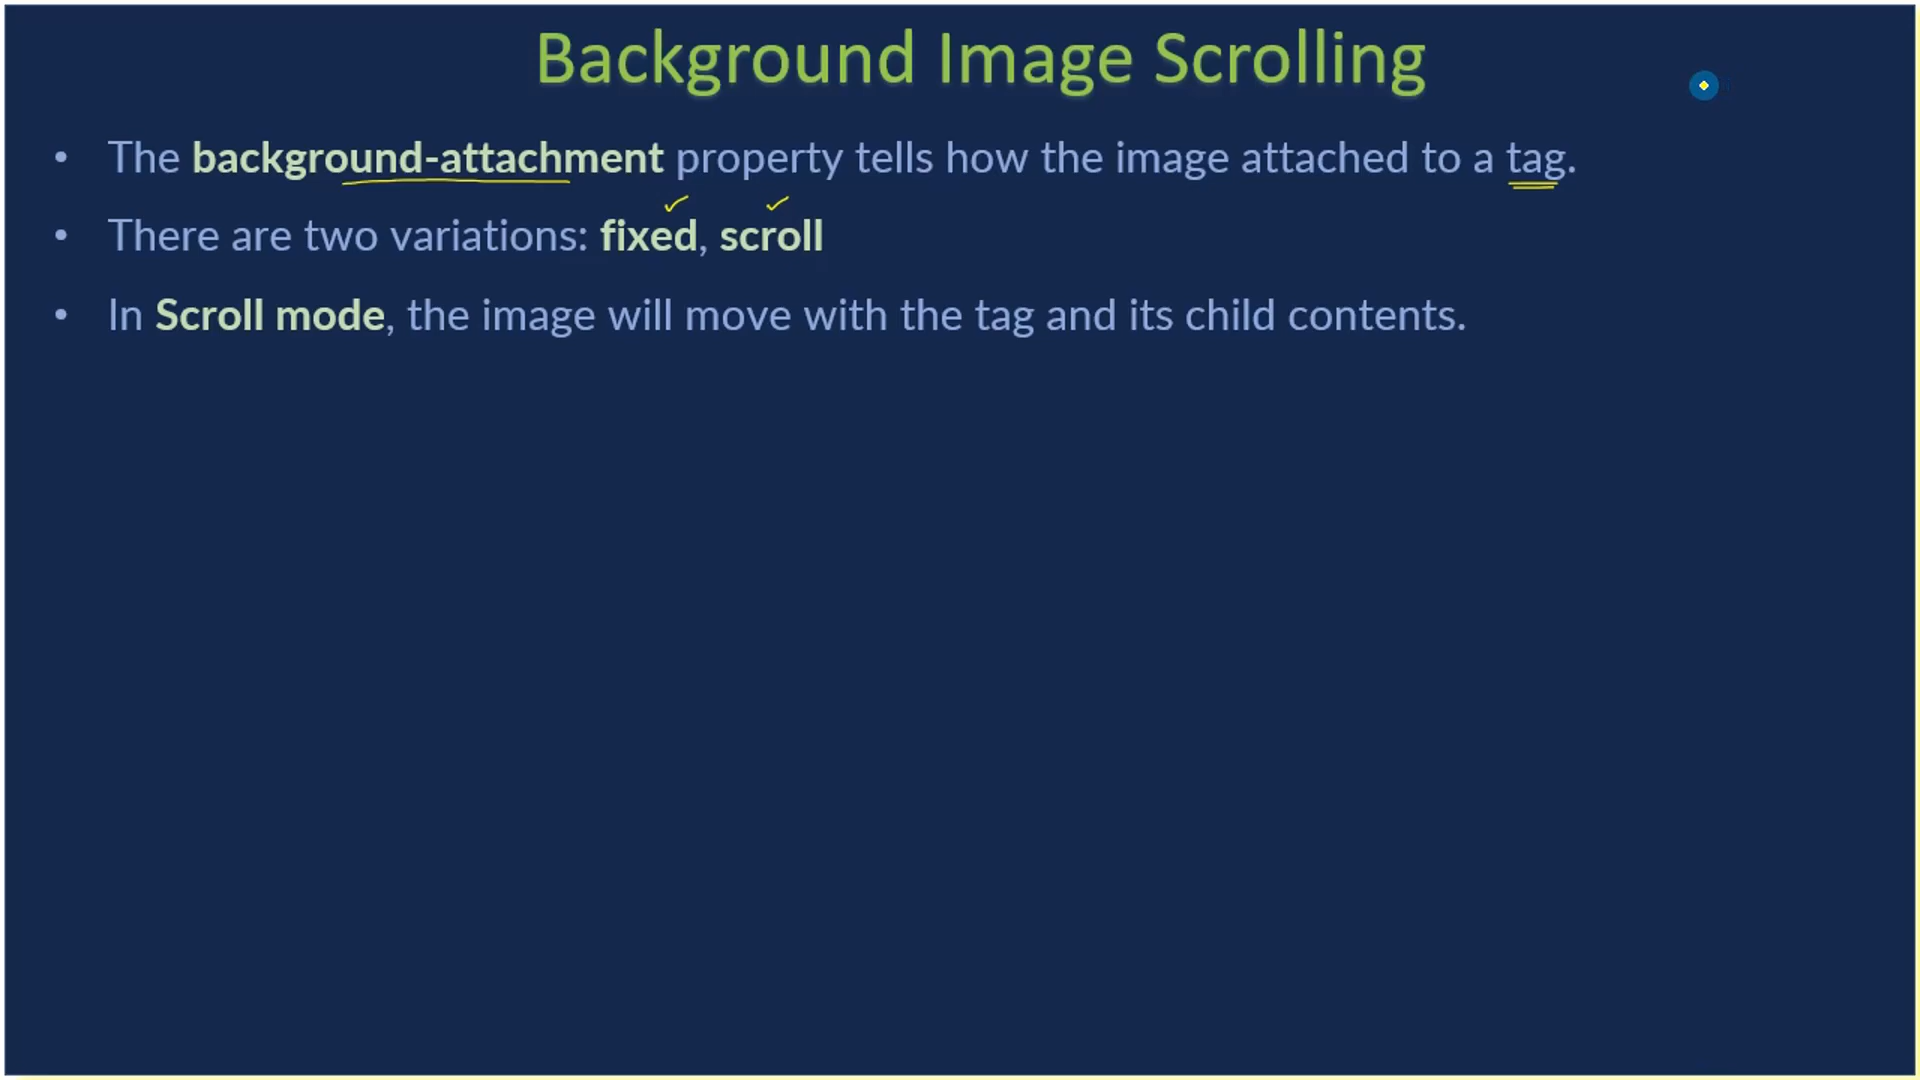 Background Image Scrolling
• The background-attachment property tells how the image attached to a tag.
• There are two variations: fixed, scroll
• In Scroll mode, the image will move with the tag and its child contents.